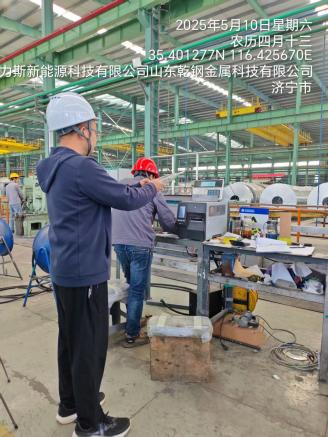 2025年5月10日星期六
农历四月十三
35.401277N 116.425670E
力斯新能源科技有限公司山东乾钢金属科技有限公司
济宁市